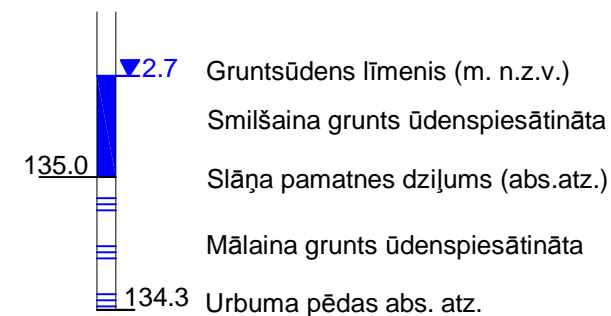 2.7 Gruntsūdens līmenis (m. n.z.v.)
Smilšaina grunts ūdenspiesātināta
135.0 Slāņa pamatnes dziļums (abs.atz.)
Mālaina grunts ūdenspiesātināta
134.3 Urbuma pēdas abs. atz.